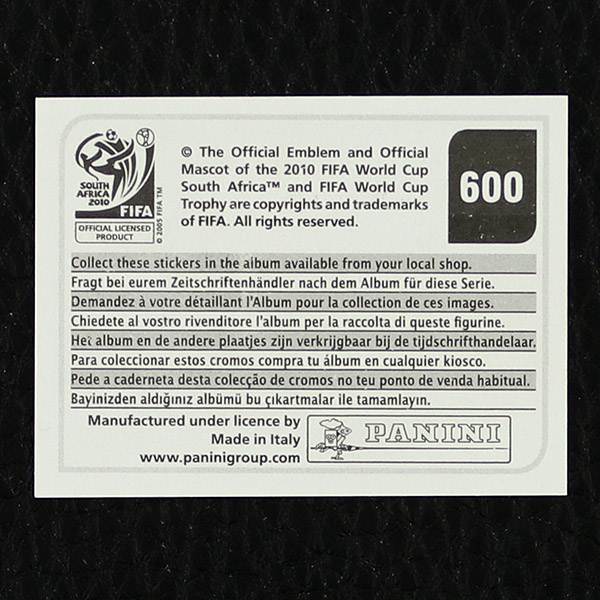 SOUTH
AFRICA
2010
FIFA
OFFICIAL LICENSED
PRODUCT
© 2005 FIFA TM
© The Official Emblem and Official
Mascot of the 2010 FIFA World Cup
South Africa™ and FIFA World Cup
Trophy are copyrights and trademarks
of FIFA. All rights reserved.
600
Collect these stickers in the album available from your local shop.
Fragt bei eurem Zeitschriftenhändler nach dem Album für diese Serie.
Demandez à votre détaillant l'Album pour la collection de ces images.
Chiedete al vostro rivenditore l'album per la raccolta di queste figurine.
Het album en de andere plaatjes zijn verkrijgbaar bij de tijdschrifthandelaar.
Para coleccionar estos cromos compra tu álbum en cualquier kiosco.
Pede a caderneta desta colecção de cromos no teu ponto de venda habitual.
Bayinizden aldığınız albümü bu çıkartmalar ile tamamlayın.
Manufactured under licence by
Made in Italy
www.paninigroup.com
PANINI